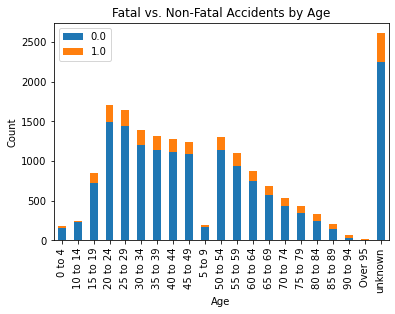 Fatal vs. Non-Fatal Accidents by Age
0.0
1.0
Count
2500
2000
1500
1000
500
0
0 to 4
10 to 14
15 to 19
20 to 24
25 to 29
30 to 34
35 to 39
40 to 44
45 to 49
5 to 9
50 to 54
55 to 59
60 to 64
65 to 69
70 to 74
75 to 79
80 to 84
85 to 89
90 to 94
Over 95
unknown
Age